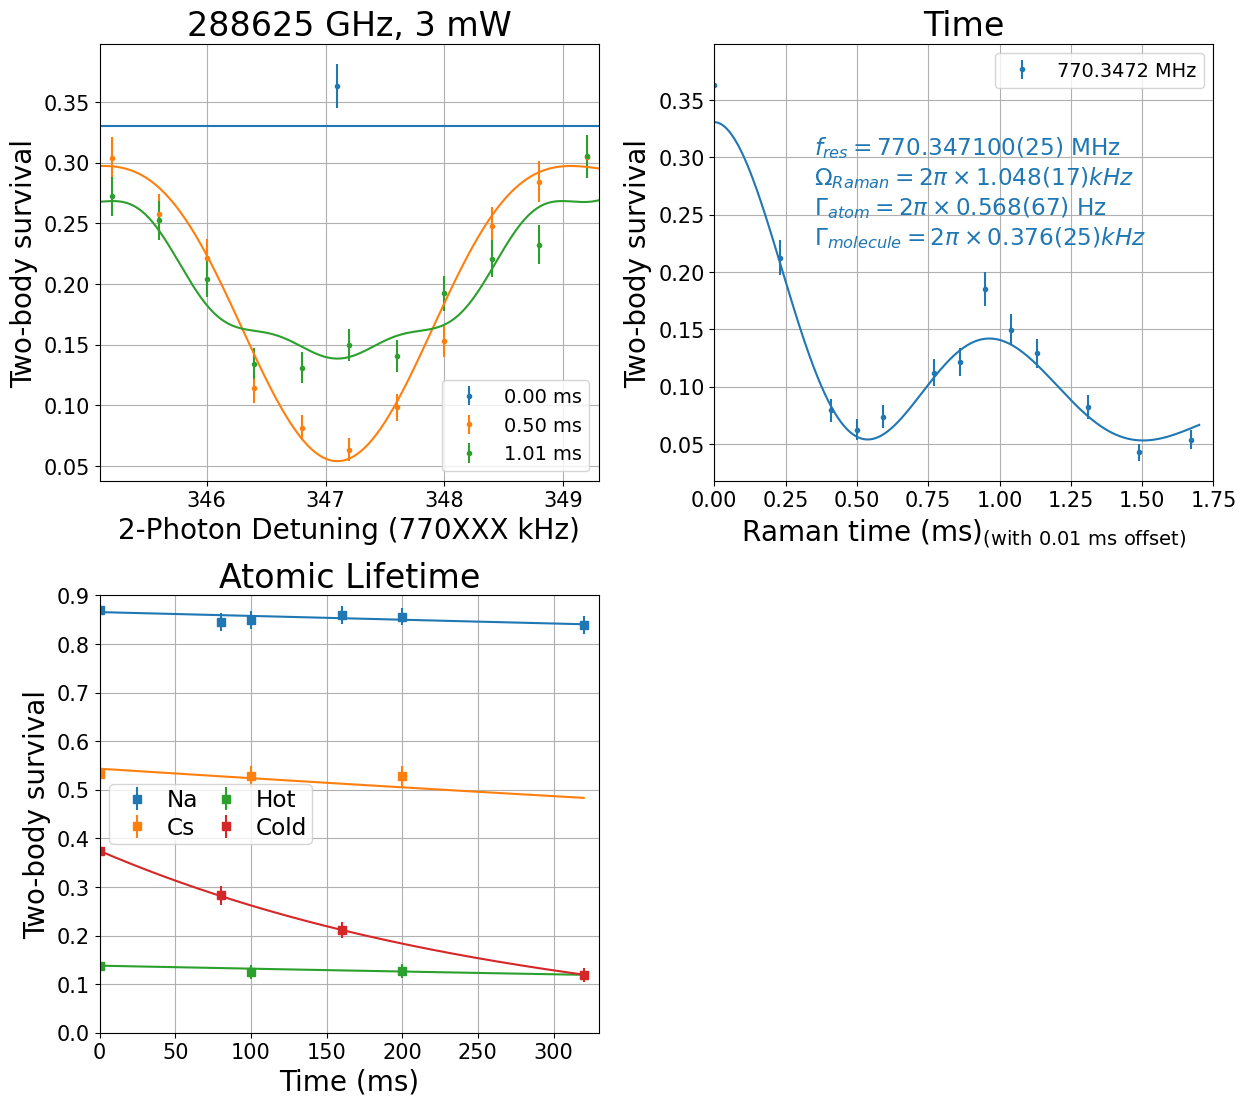 288625 GHz, 3 mW
Two-body survival
0.35
0.30
0.25
0.20
0.15
0.10
0.05
0.00 ms
0.50 ms
1.01 ms
346
347
348
349
2-Photon Detuning (770XXX kHz)
Time
Two-body survival
0.35
0.30
0.25
0.20
0.15
0.10
0.05
770.3472 MHz
f_res = 770.347100(25) MHz
Ω_Raman = 2π × 1.048(17)kHz
Γ_atom = 2π × 0.568(67) Hz
Γ_molecule = 2π × 0.376(25)kHz
0.00
0.25
0.50
0.75
1.00
1.25
1.50
1.75
Raman time (ms)(with 0.01 ms offset)
Atomic Lifetime
Two-body survival
0.9
0.8
0.7
0.6
0.5
0.4
0.3
0.2
0.1
0.0
Na
Cs
Hot
Cold
0
50
100
150
200
250
300
Time (ms)